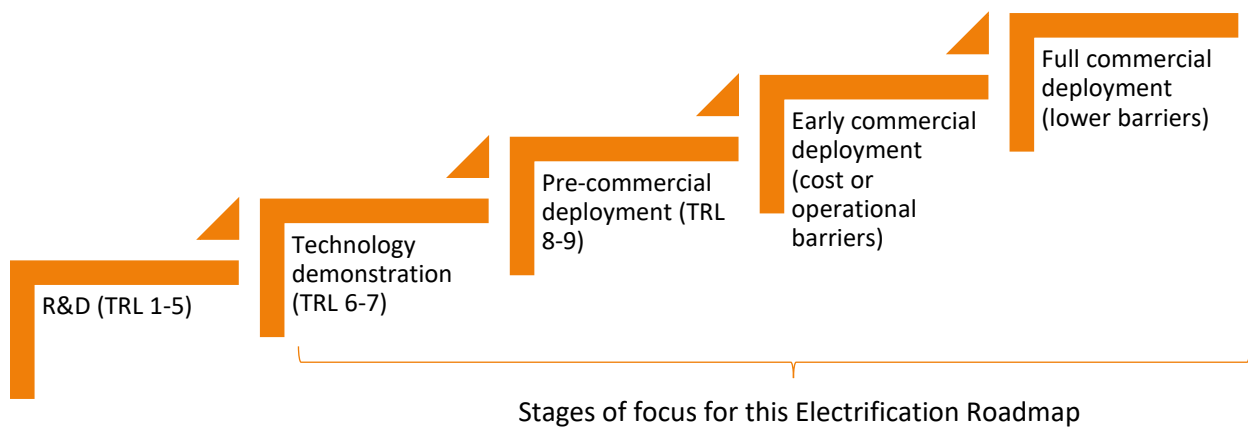 R&D (TRL 1-5)
Technology
demonstration
(TRL 6-7)
Pre-commercial
deployment (TRL
8-9)
Early commercial
deployment
(cost or
operational
barriers)
Full commercial
deployment
(lower barriers)
Stages of focus for this Electrification Roadmap